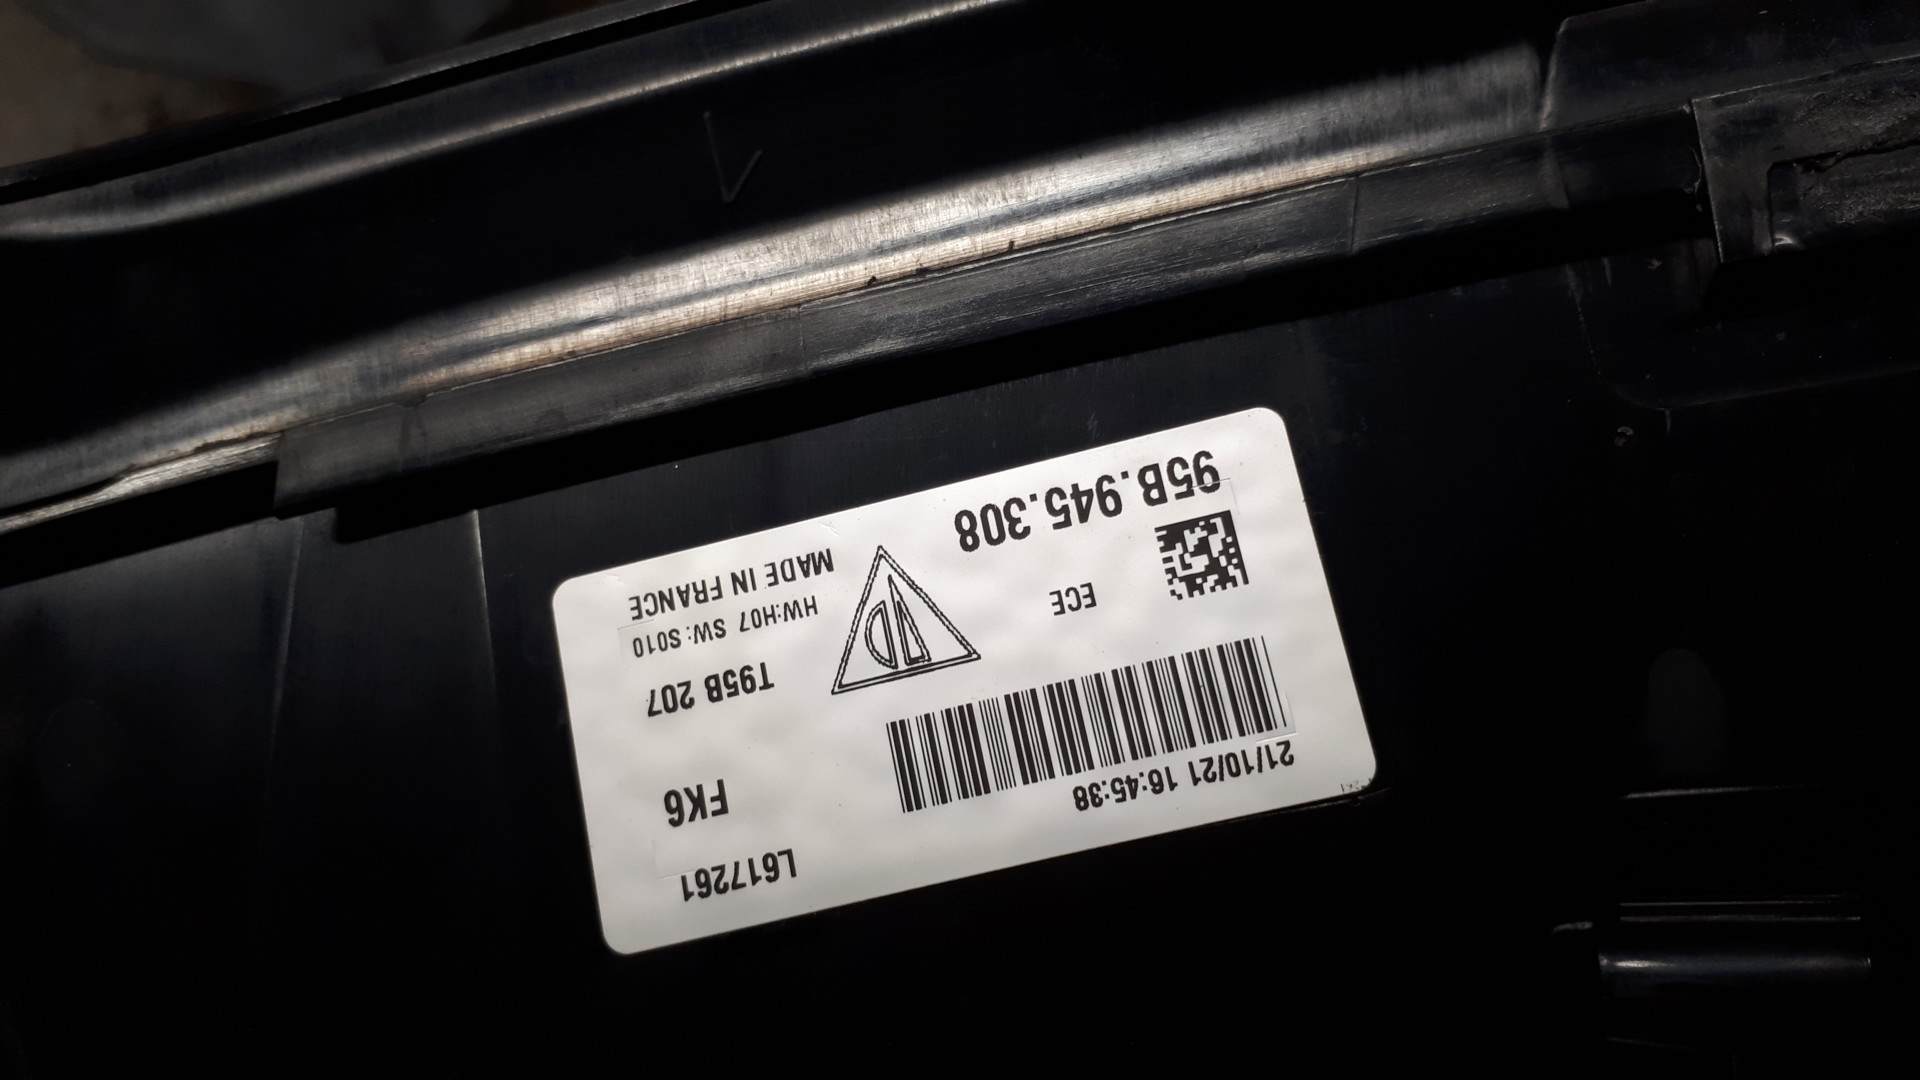 L617261
21/10/21 16:45:38
FK6
T95B 207
HW:H07 SW:S010
MADE IN FRANCE
ECE
95B.945.308